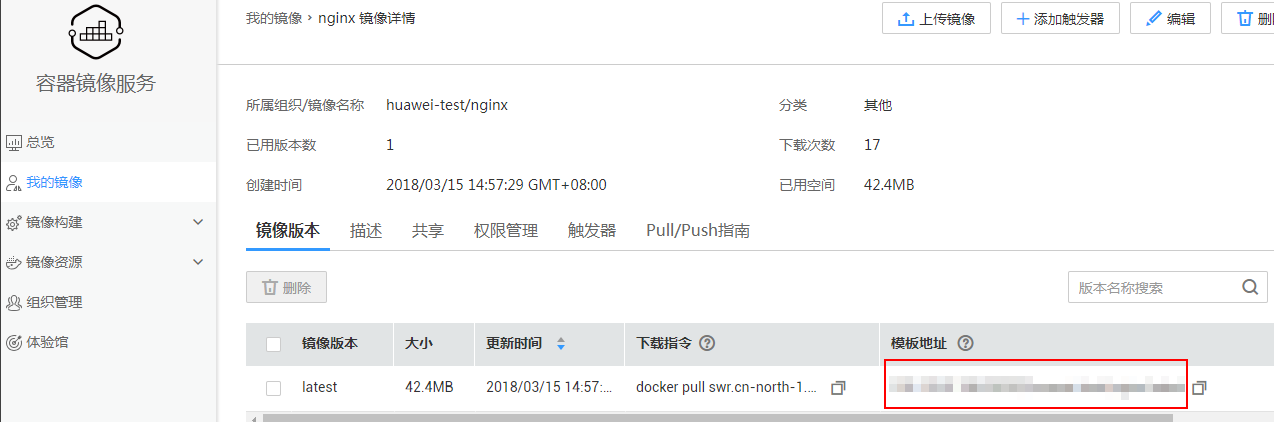 我的镜像 › nginx 镜像详情
上传镜像
添加触发器
编辑
容器镜像服务
总览
我的镜像
镜像构建
镜像资源
组织管理
体验馆
所属组织/镜像名称 huawei-test/nginx 分类 其他
已用版本数 1 下载次数 17
创建时间 2018/03/15 14:57:29 GMT+08:00 已用空间 42.4MB
镜像版本 描述 共享 权限管理 触发器 Pull/Push指南
删除
版本名称搜索
镜像版本 大小 更新时间 下载指令 模板地址
latest 42.4MB 2018/03/15 14:57:... docker pull swr.cn-north-1....